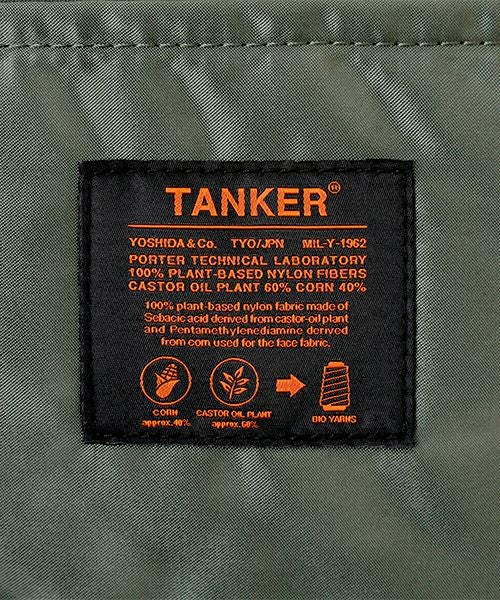 TANKER®
YOSHIDA & Co. TYO/JPN MIL-Y-1962
PORTER TECHNICAL LABORATORY
100% PLANT-BASED NYLON FIBERS
CASTOR OIL PLANT 60% CORN 40%
100% plant-based nylon fabric made of
Sebacic acid derived from castor-oil plant
and Pentamethylenediamine derived
from corn used for the face fabric.
CORN CASTOR OIL PLANT BIO YARNS
approx.40% approx.60%